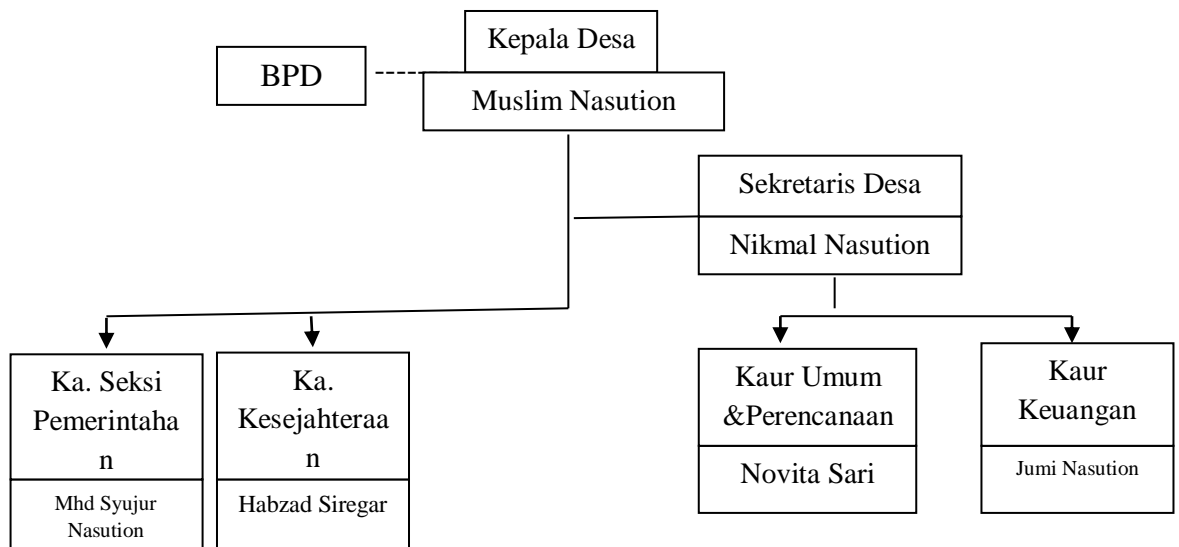 Kepala Desa
BPD
Muslim Nasution
Sekretaris Desa
Nikmal Nasution
Ka. Seksi
Pemerintaha
n
Mhd Syujur
Nasution
Ka.
Kesejahteraa
n
Habzad Siregar
Kaur Umum
&Perencanaan
Novita Sari
Kaur
Keuangan
Jumi Nasution